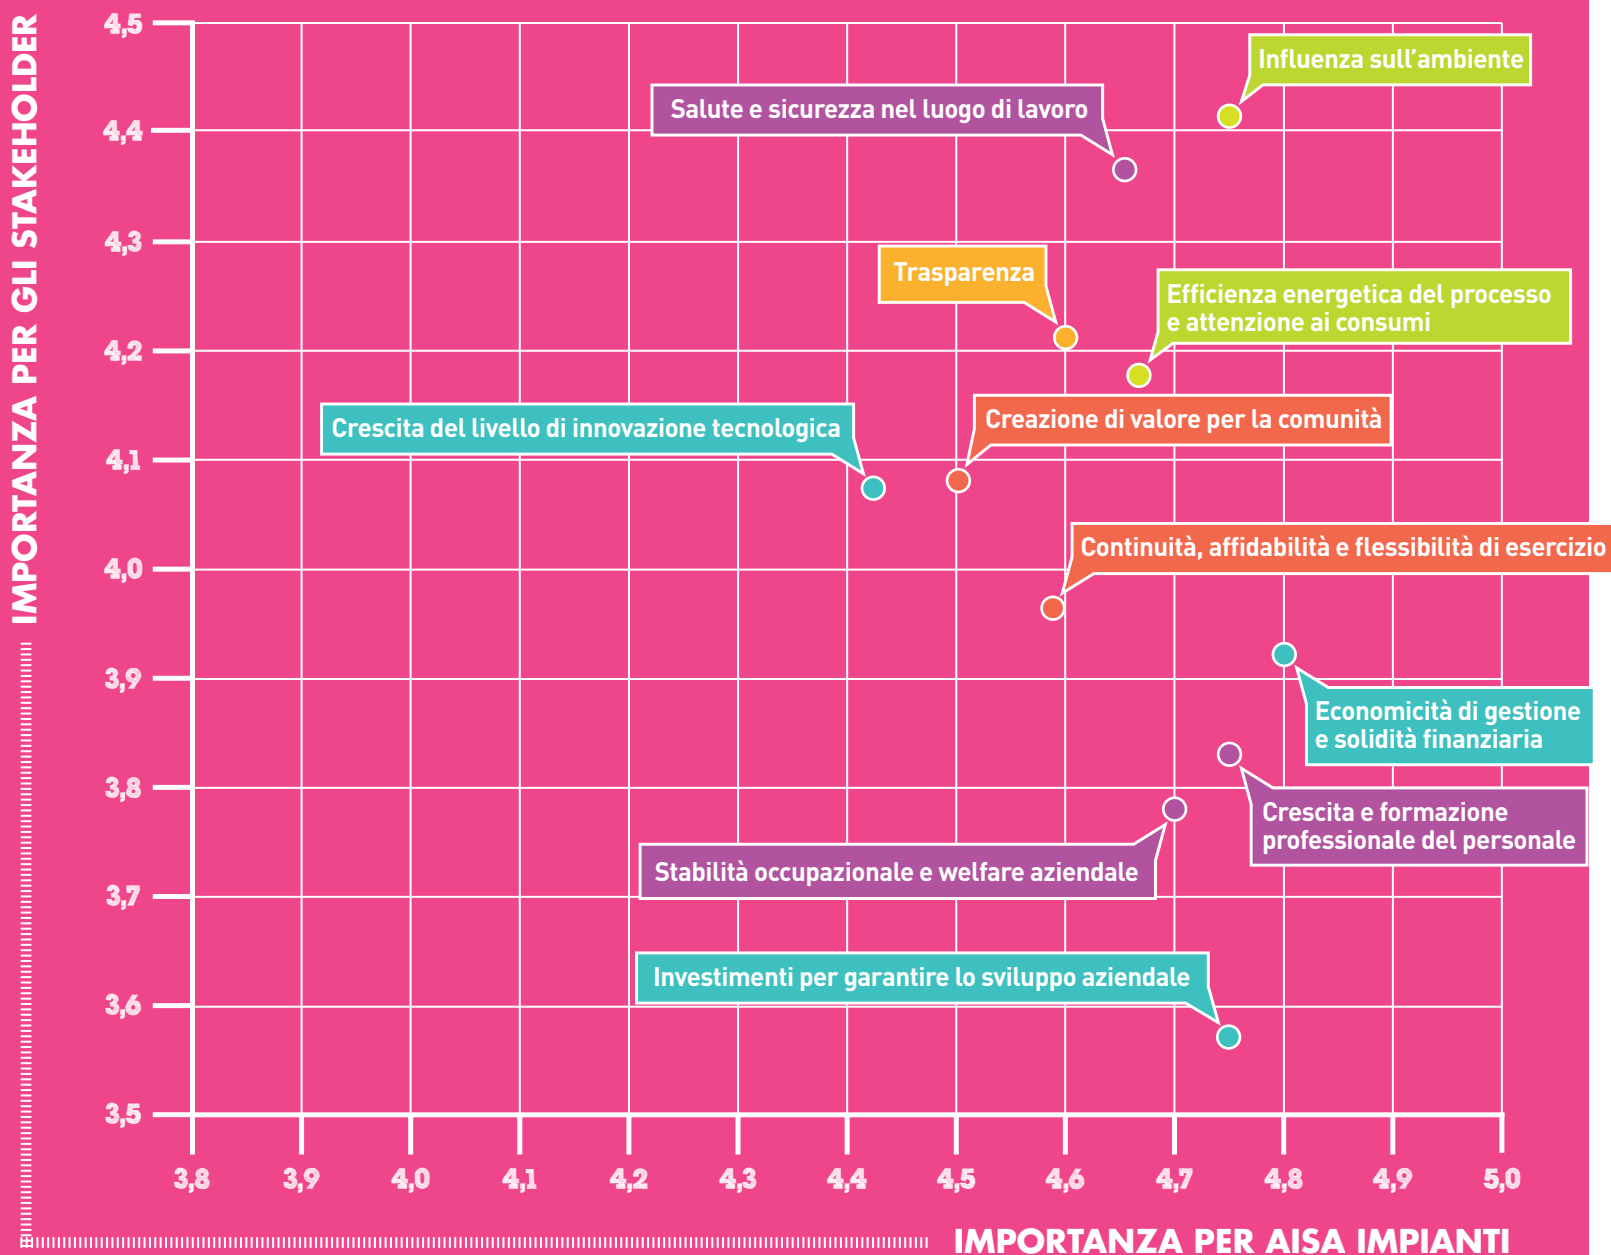 IMPORTANZA PER GLI STAKEHOLDER
4,5
4,4
4,3
4,2
4,1
4,0
3,9
3,8
3,7
3,6
3,5
Influenza sull'ambiente
Salute e sicurezza nel luogo di lavoro
Trasparenza
Efficienza energetica del processo
e attenzione ai consumi
Creazione di valore per la comunità
Crescita del livello di innovazione tecnologica
Continuità, affidabilità e flessibilità di esercizio
Economicità di gestione
e solidità finanziaria
Crescita e formazione
professionale del personale
Stabilità occupazionale e welfare aziendale
Investimenti per garantire lo sviluppo aziendale
3,8
3,9
4,0
4,1
4,2
4,3
4,4
4,5
4,6
4,7
4,8
4,9
5,0
IMPORTANZA PER AISA IMPIANTI